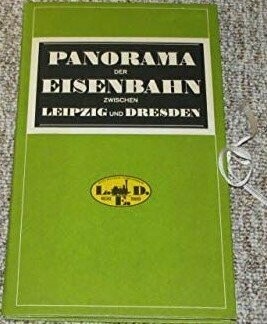 PANORAMA
DER
EISENBAHN
ZWISCHEN
LEIPZIG UND DRESDEN
L. D.
E.